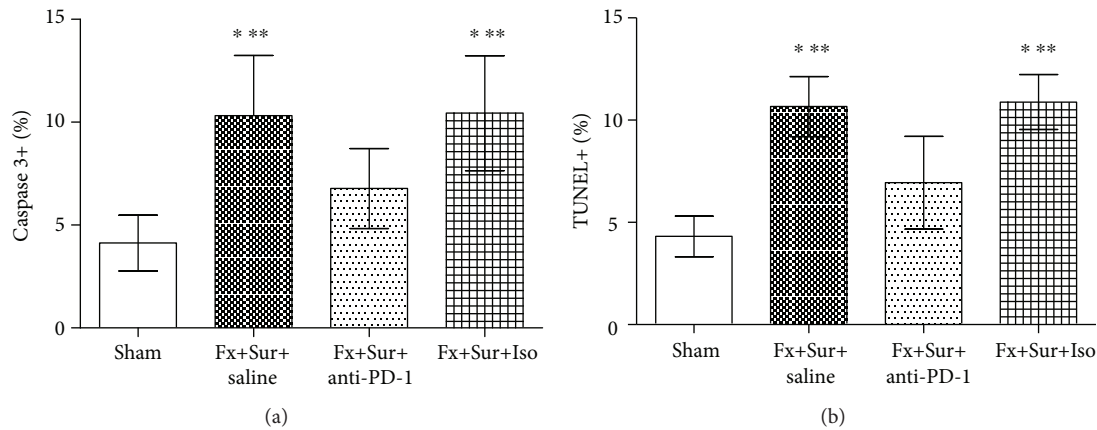 15
10
5
0
Caspase 3+ (%)
* **
* **
Sham
Fx+Sur+
saline
Fx+Sur+
anti-PD-1
Fx+Sur+Iso
(a)
15
10
5
0
TUNEL+ (%)
* **
* **
Sham
Fx+Sur+
saline
Fx+Sur+
anti-PD-1
Fx+Sur+Iso
(b)